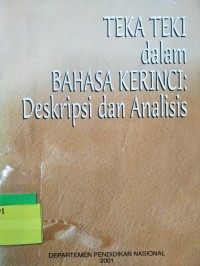 TEKA TEKI
dalam
BAHASA KERINCI:
Deskripsi dan Analisis
DEPARTEMEN PENDIDIKAN NASIONAL
2001